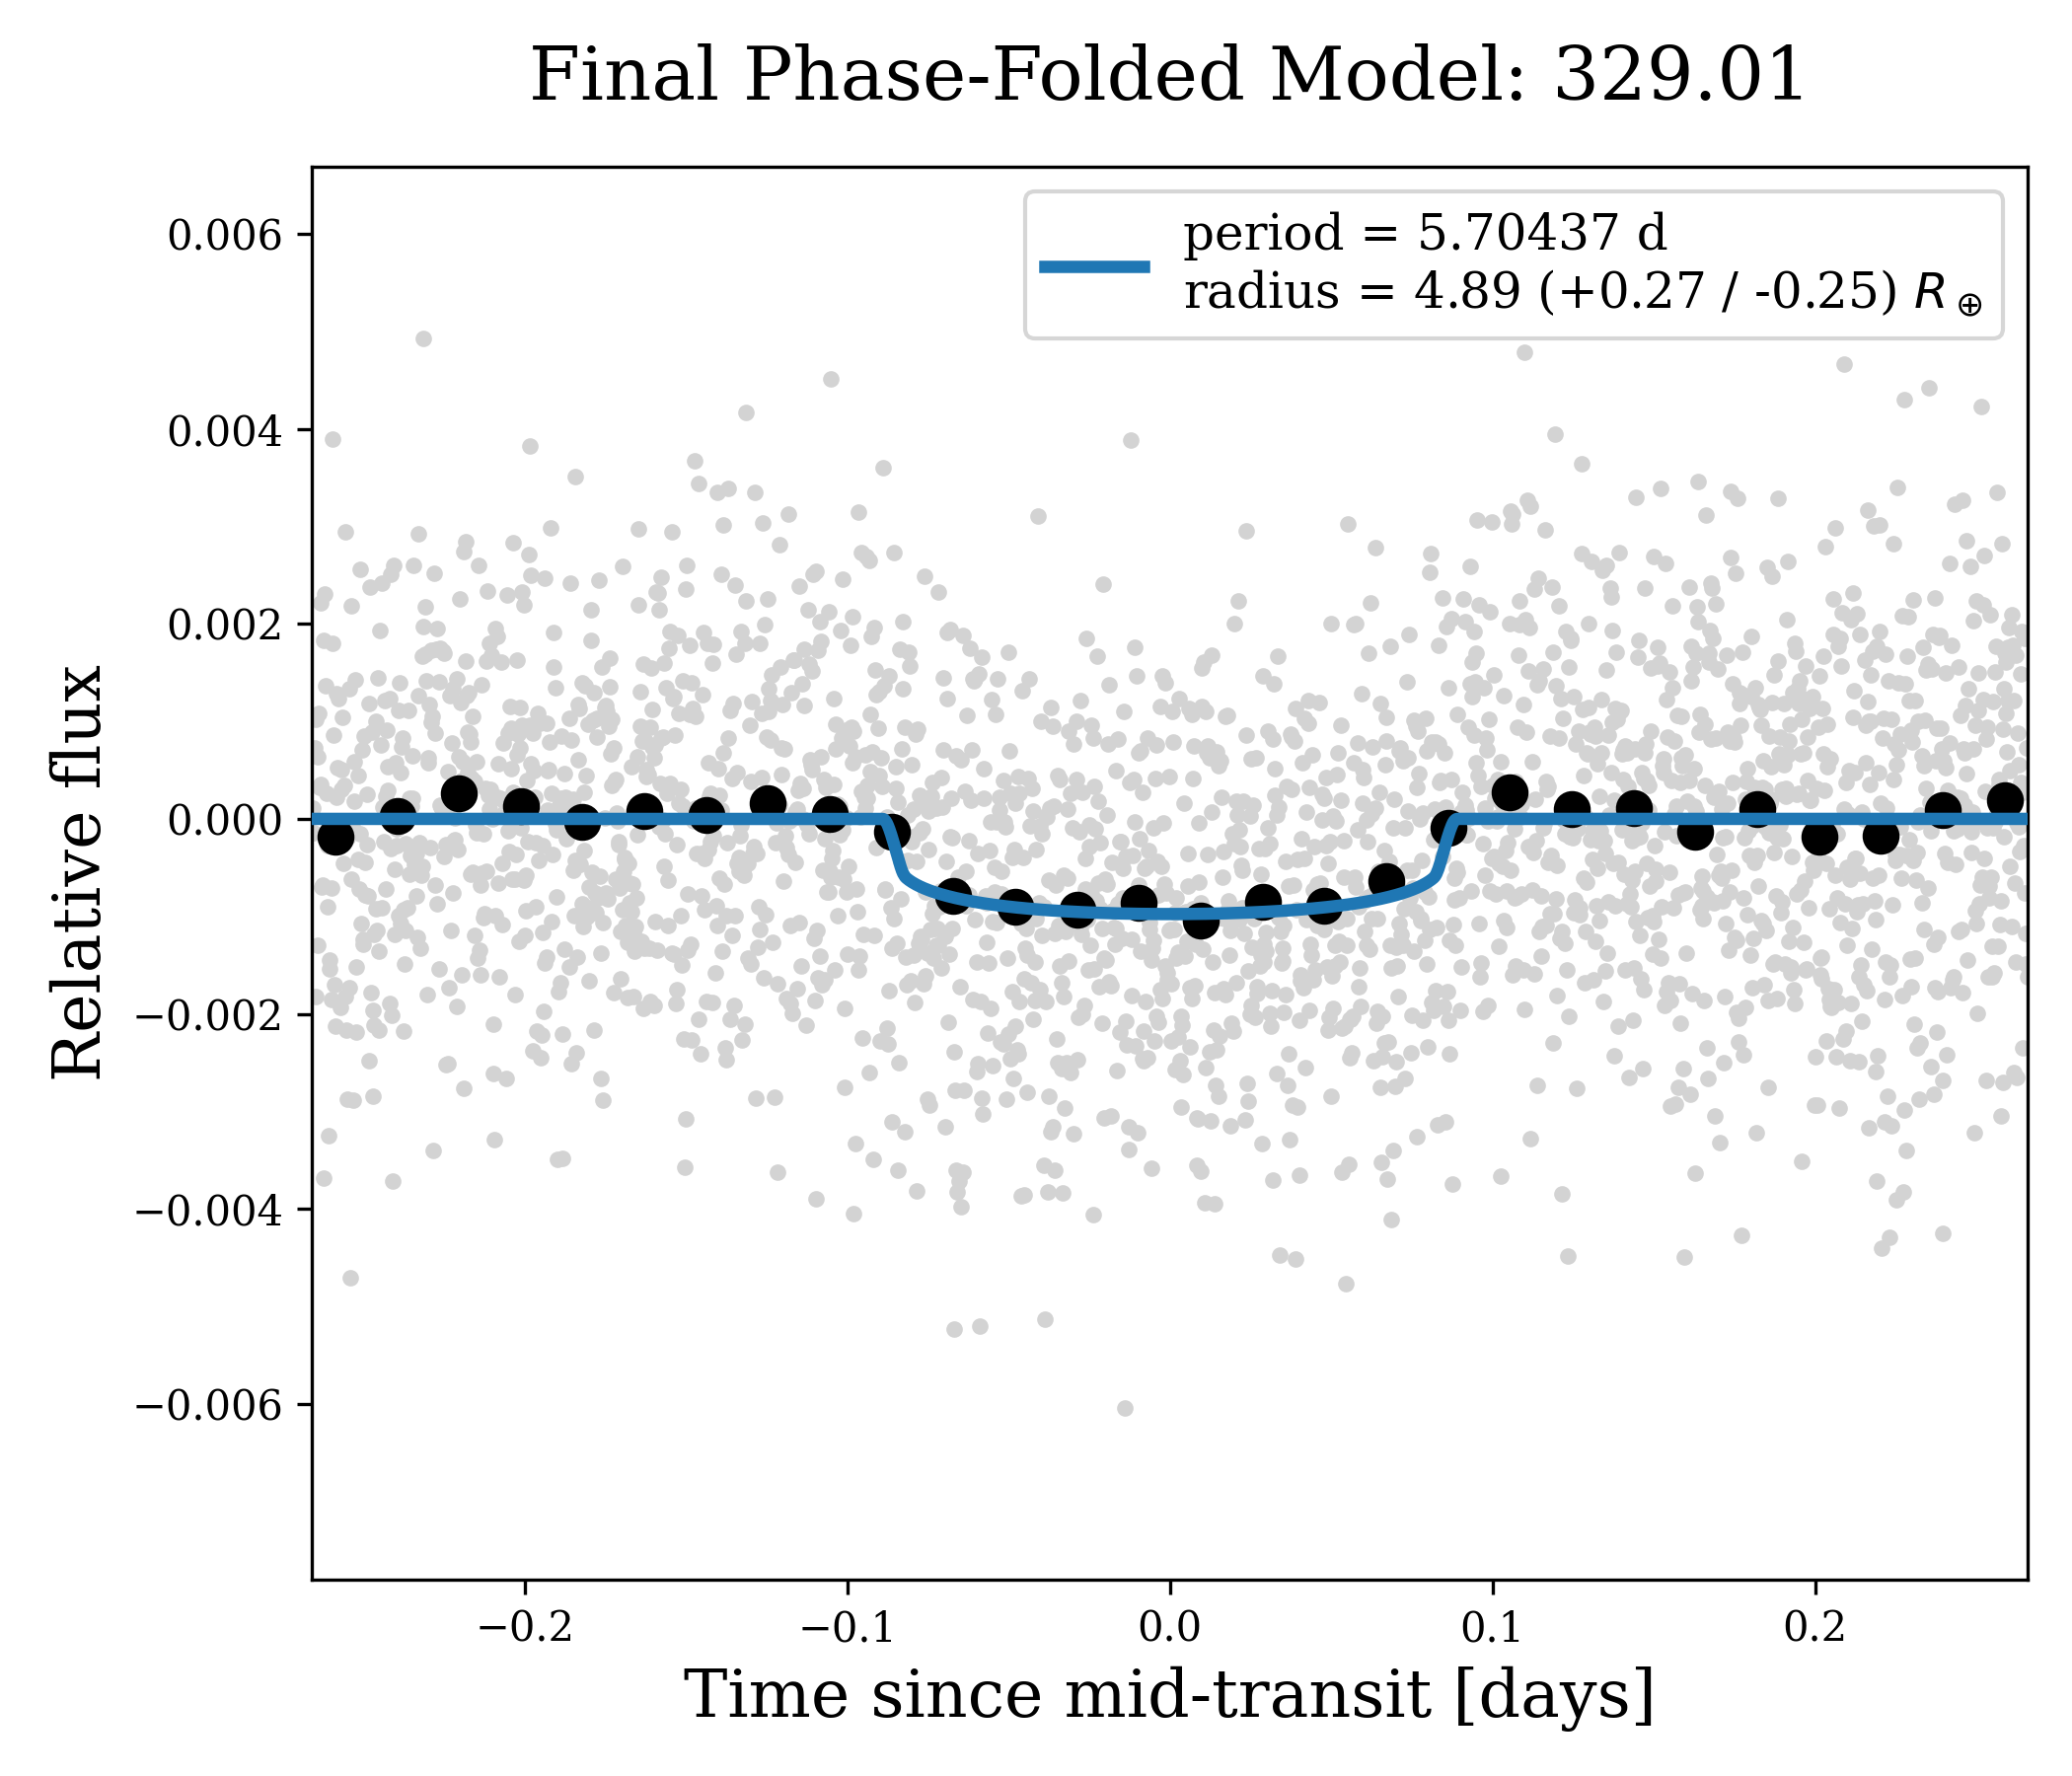 Final Phase-Folded Model: 329.01
period = 5.70437 d
radius = 4.89 (+0.27 / -0.25) R⊕
0.006
0.004
0.002
0.000
−0.002
−0.004
−0.006
Relative flux
−0.2 −0.1 0.0 0.1 0.2
Time since mid-transit [days]